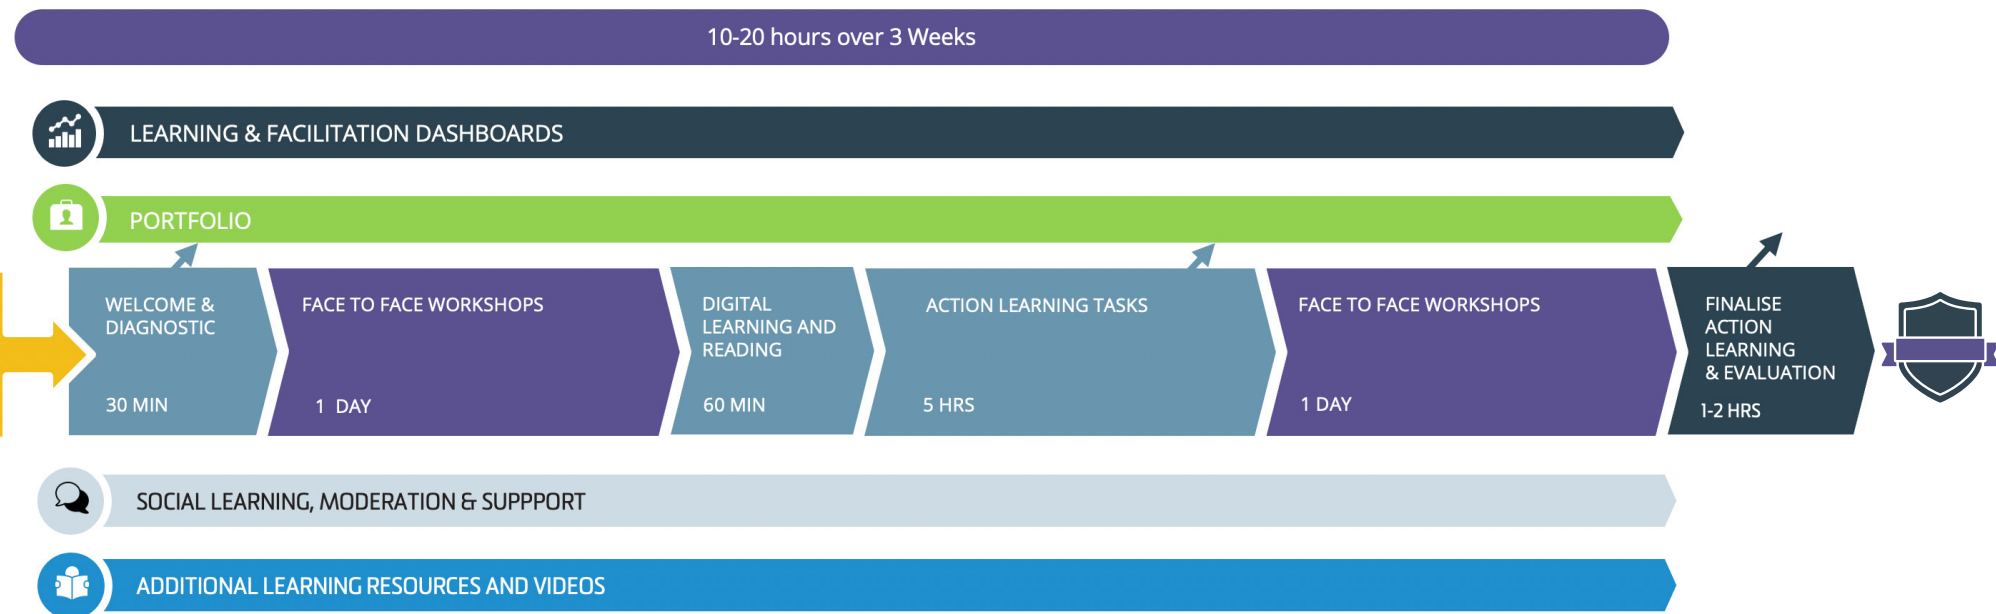 10-20 hours over 3 Weeks
LEARNING & FACILITATION DASHBOARDS
PORTFOLIO
WELCOME &
DIAGNOSTIC
30 MIN
FACE TO FACE WORKSHOPS
1 DAY
DIGITAL
LEARNING AND
READING
60 MIN
ACTION LEARNING TASKS
5 HRS
FACE TO FACE WORKSHOPS
1 DAY
FINALISE
ACTION
LEARNING
& EVALUATION
1-2 HRS
SOCIAL LEARNING, MODERATION & SUPPPORT
ADDITIONAL LEARNING RESOURCES AND VIDEOS